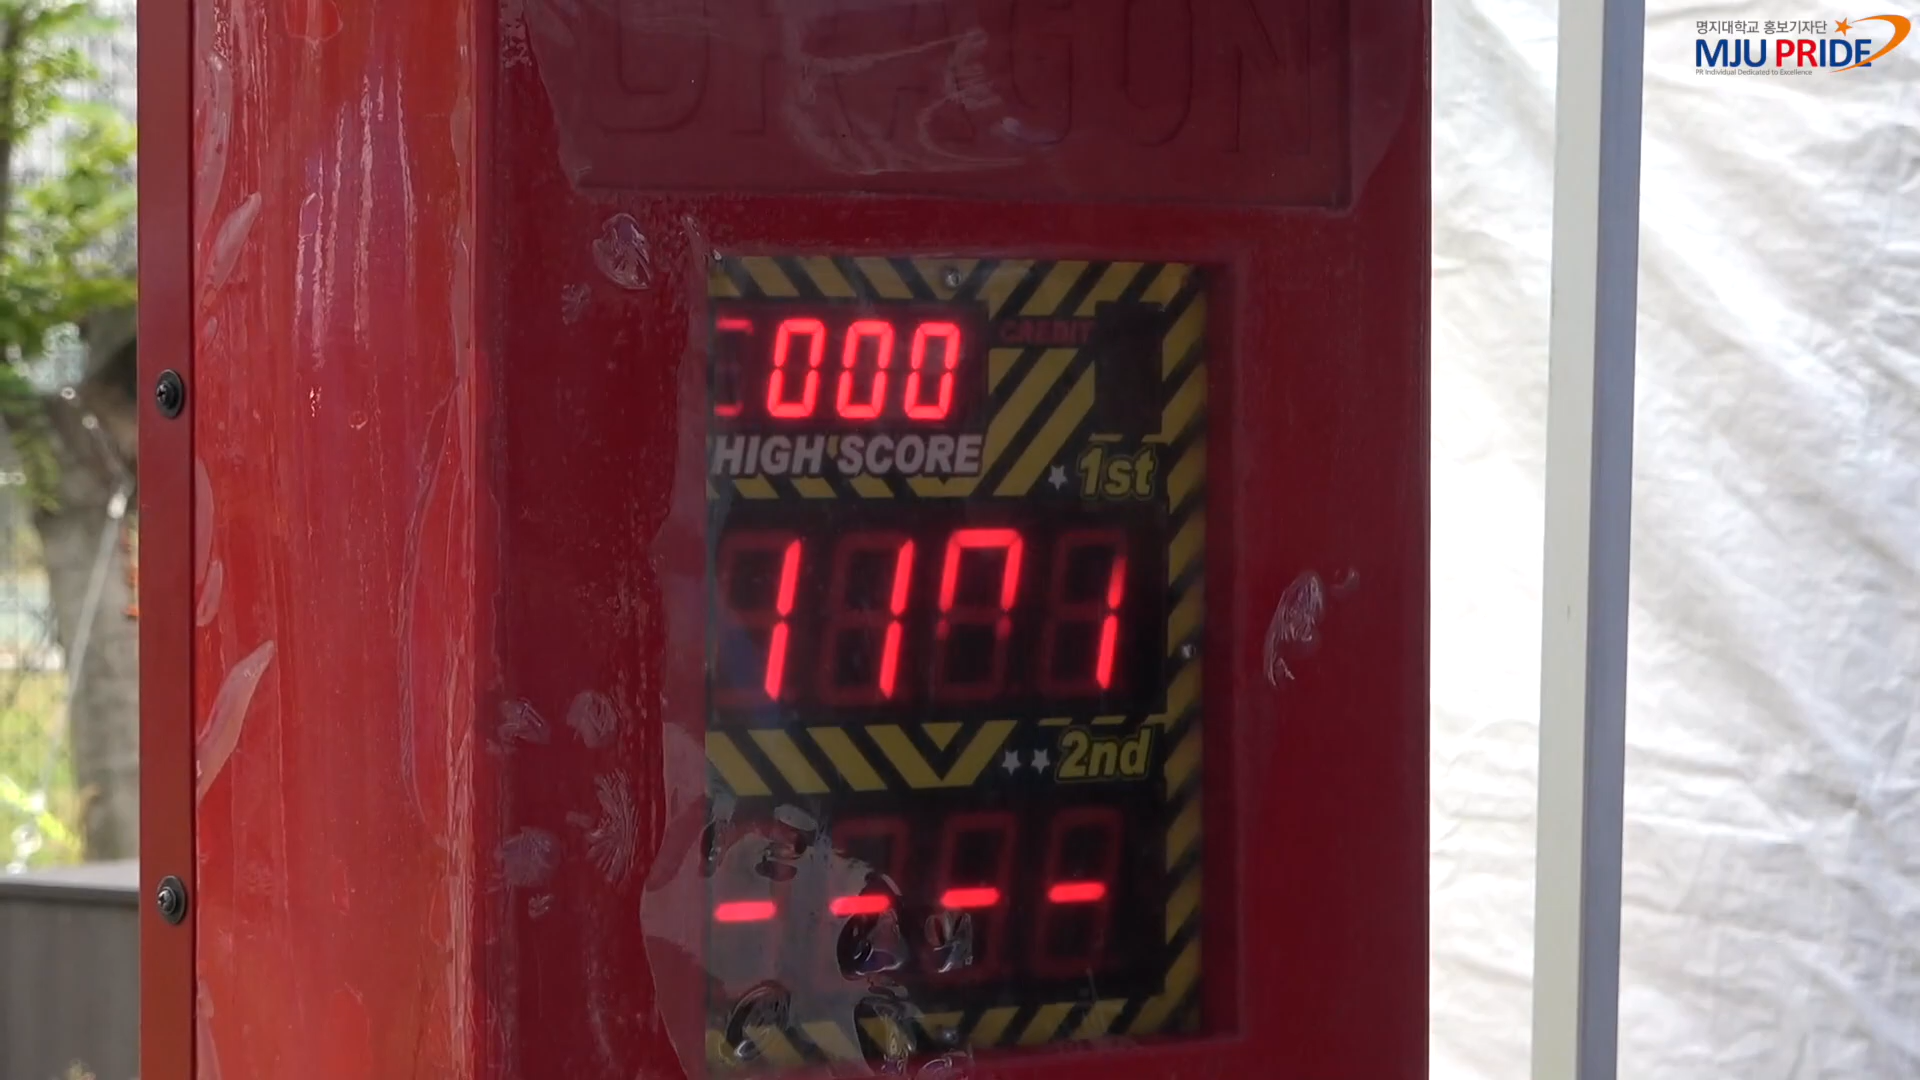 명지대학교 홍보기자단
MJU PRIDE
PR Individual Dedicated to Excellence
DRAGON
000
CREDIT
HIGH SCORE
1st
1171
2nd
----